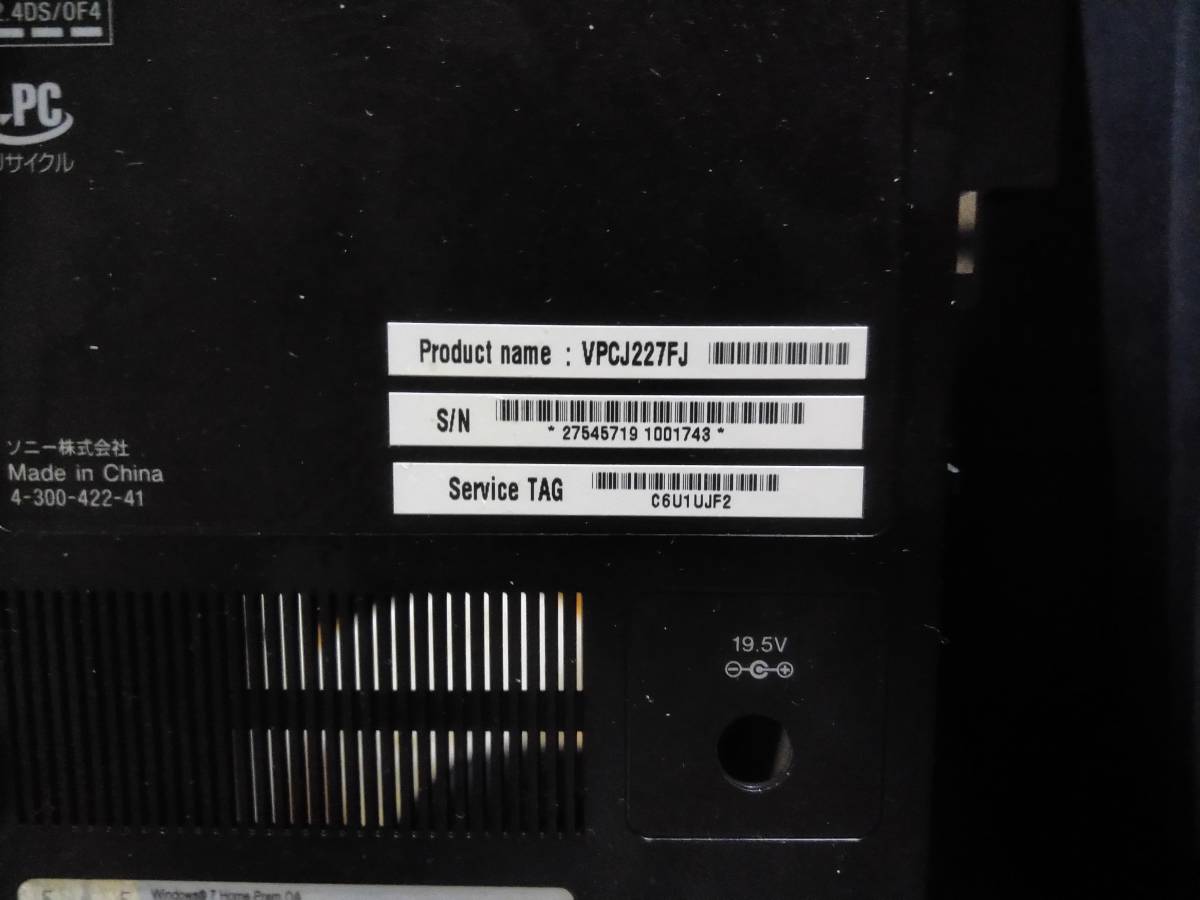 2.4DS/OF4
PC
リサイクル
Product name : VPCJ227FJ
S/N
* 27545719 1001743 *
Service TAG
C6U1UJF2
ソニー株式会社
Made in China
4-300-422-41
19.5V
Windows® 7 Home Prem OA